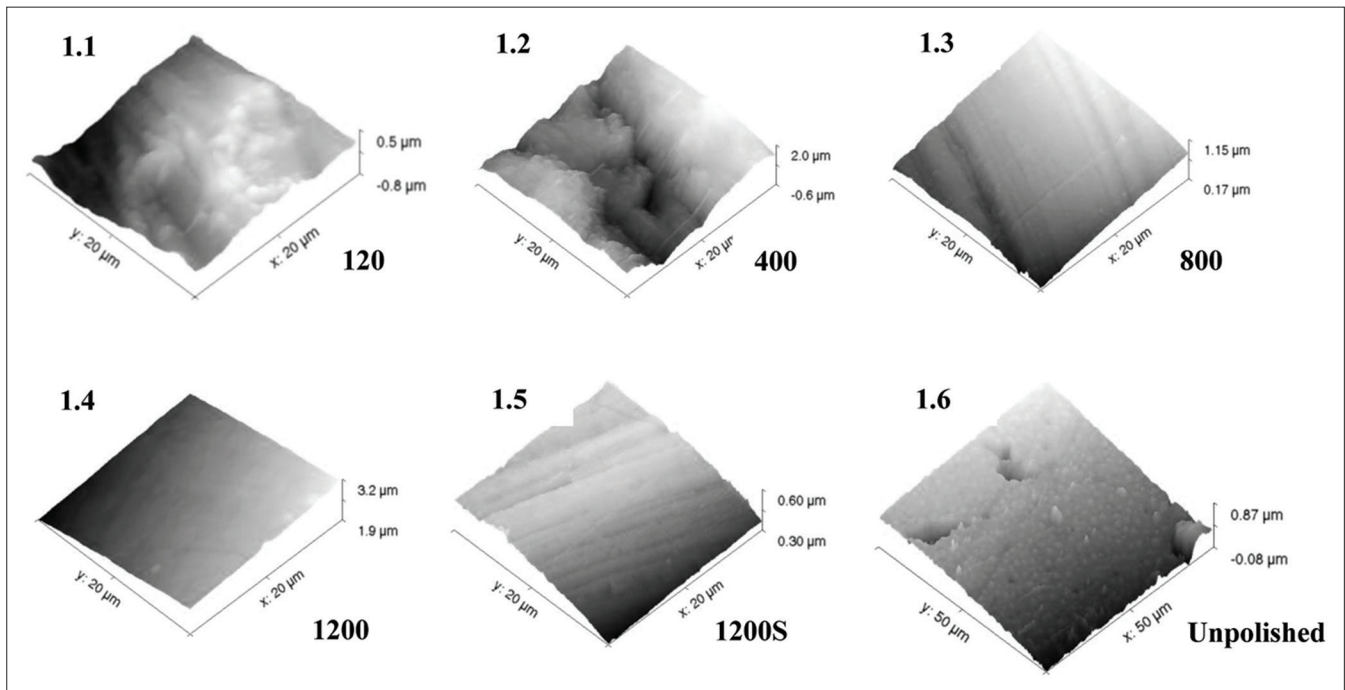 1.1
0.5 µm
-0.8 µm
y: 20 µm
x: 20 µm
120
1.2
2.0 µm
-0.6 µm
y: 20 µm
x: 20 µ
400
1.3
1.15 µm
0.17 µm
y: 20 µm
x: 20 µm
800
1.4
3.2 µm
1.9 µm
y: 20 µm
x: 20 µm
1200
1.5
0.60 µm
0.30 µm
y: 20 µm
x: 20 µm
1200S
1.6
0.87 µm
-0.08 µm
y: 50 µm
x: 50 µm
Unpolished